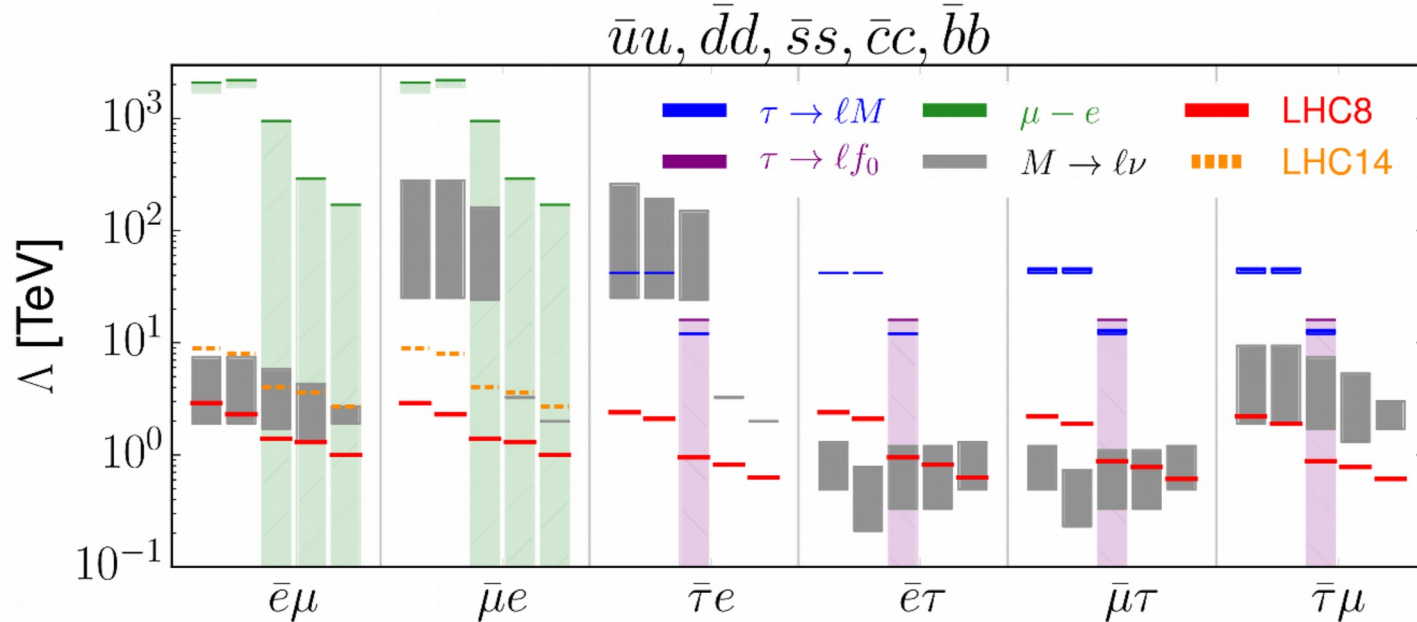 ūu, d̄d, s̄s, c̄c, b̄b
τ → ℓM μ − e LHC8
τ → ℓf₀ M → ℓν LHC14
Λ [TeV]
10³
10²
10¹
10⁰
10⁻¹
ēμ μ̄e τ̄e ēτ μ̄τ τ̄μ